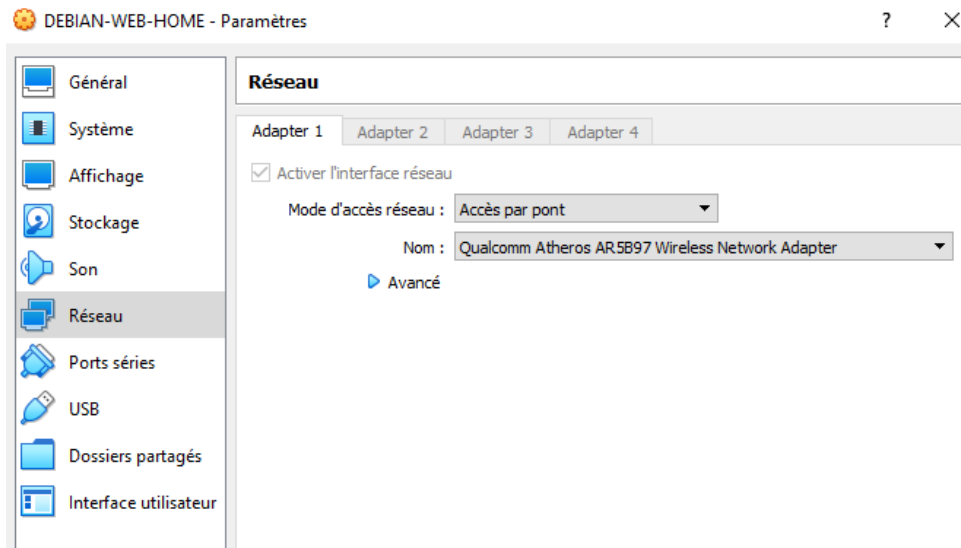 DEBIAN-WEB-HOME - Paramètres ?
Général
Système
Affichage
Stockage
Son
Réseau
Ports séries
USB
Dossiers partagés
Interface utilisateur
Réseau
Adapter 1 Adapter 2 Adapter 3 Adapter 4
Activer l'interface réseau
Mode d'accès réseau : Accès par pont
Nom : Qualcomm Atheros AR5B97 Wireless Network Adapter
Avancé